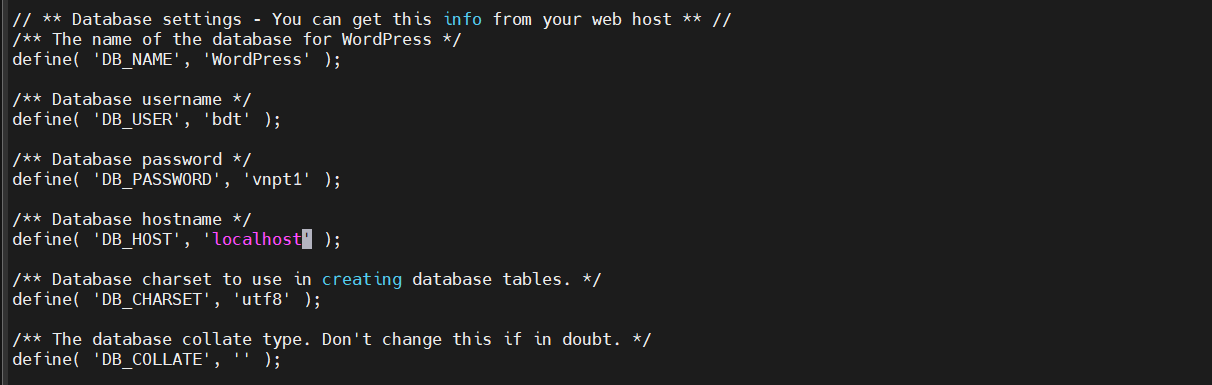 // ** Database settings - You can get this info from your web host ** //
/** The name of the database for WordPress */
define( 'DB_NAME', 'WordPress' );
/** Database username */
define( 'DB_USER', 'bdt' );
/** Database password */
define( 'DB_PASSWORD', 'vnpt1' );
/** Database hostname */
define( 'DB_HOST', 'localhost' );
/** Database charset to use in creating database tables. */
define( 'DB_CHARSET', 'utf8' );
/** The database collate type. Don't change this if in doubt. */
define( 'DB_COLLATE', '' );